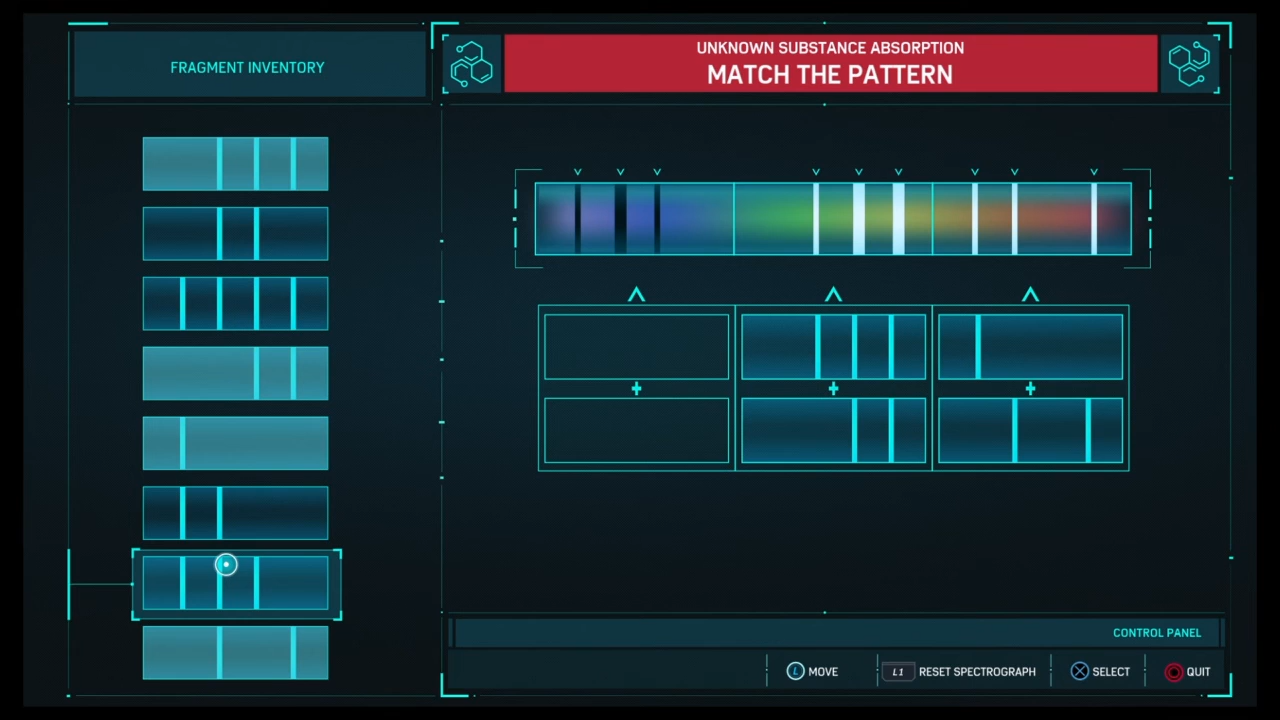 FRAGMENT INVENTORY
UNKNOWN SUBSTANCE ABSORPTION
MATCH THE PATTERN
CONTROL PANEL
L MOVE
L1 RESET SPECTROGRAPH
SELECT
QUIT